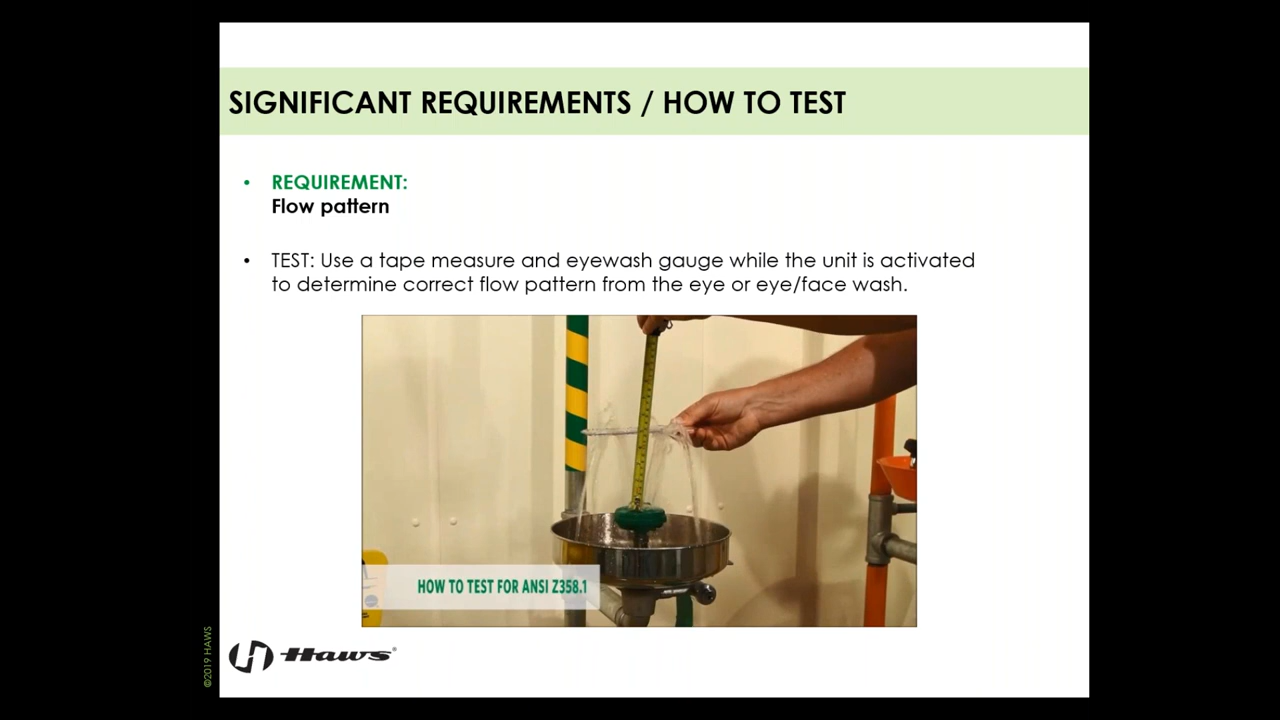 SIGNIFICANT REQUIREMENTS / HOW TO TEST
• REQUIREMENT:
Flow pattern
• TEST: Use a tape measure and eyewash gauge while the unit is activated
to determine correct flow pattern from the eye or eye/face wash.
HOW TO TEST FOR ANSI Z358.1
©2019 HAWS
Haws®